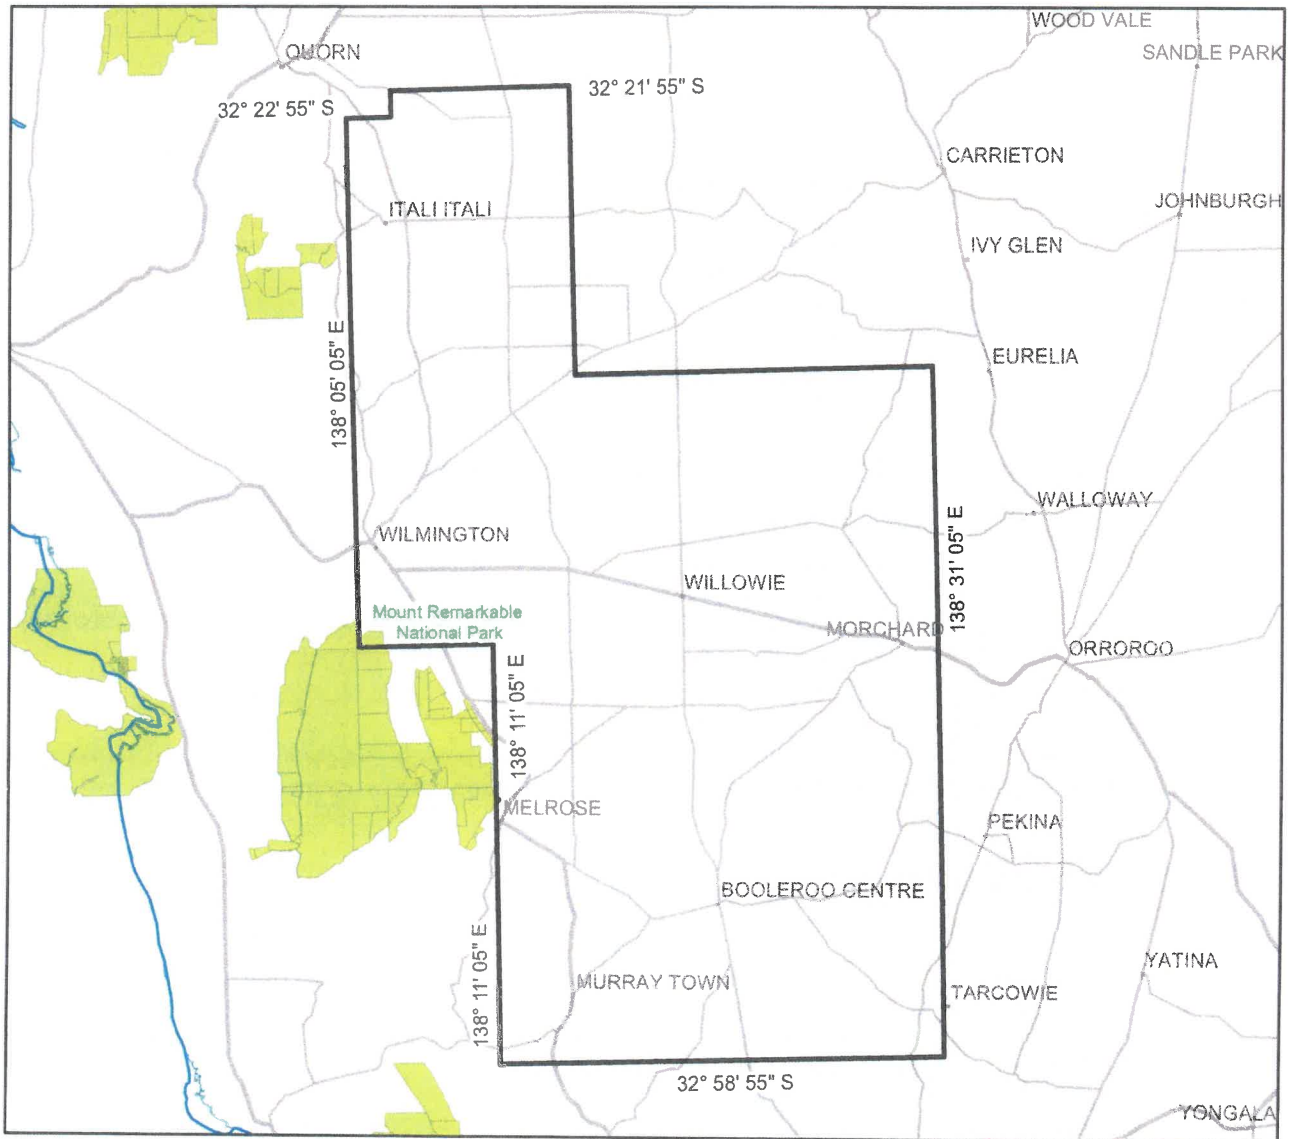 WOOD VALE
QUORN
SANDLE PARK
32° 21' 55" S
32° 22' 55" S
CARRIETON
JOHNBURGH
ITALI ITALI
IVY GLEN
138° 05' 05" E
EURELIA
WALLOWAY
138° 31' 05" E
WILMINGTON
WILLOWIE
Mount Remarkable
National Park
MORCHARD
ORROROO
138° 11' 05" E
MELROSE
PEKINA
BOOLEROO CENTRE
138° 11' 05" E
MURRAY TOWN
YATINA
TARCOWIE
32° 58' 55" S
YONGALA